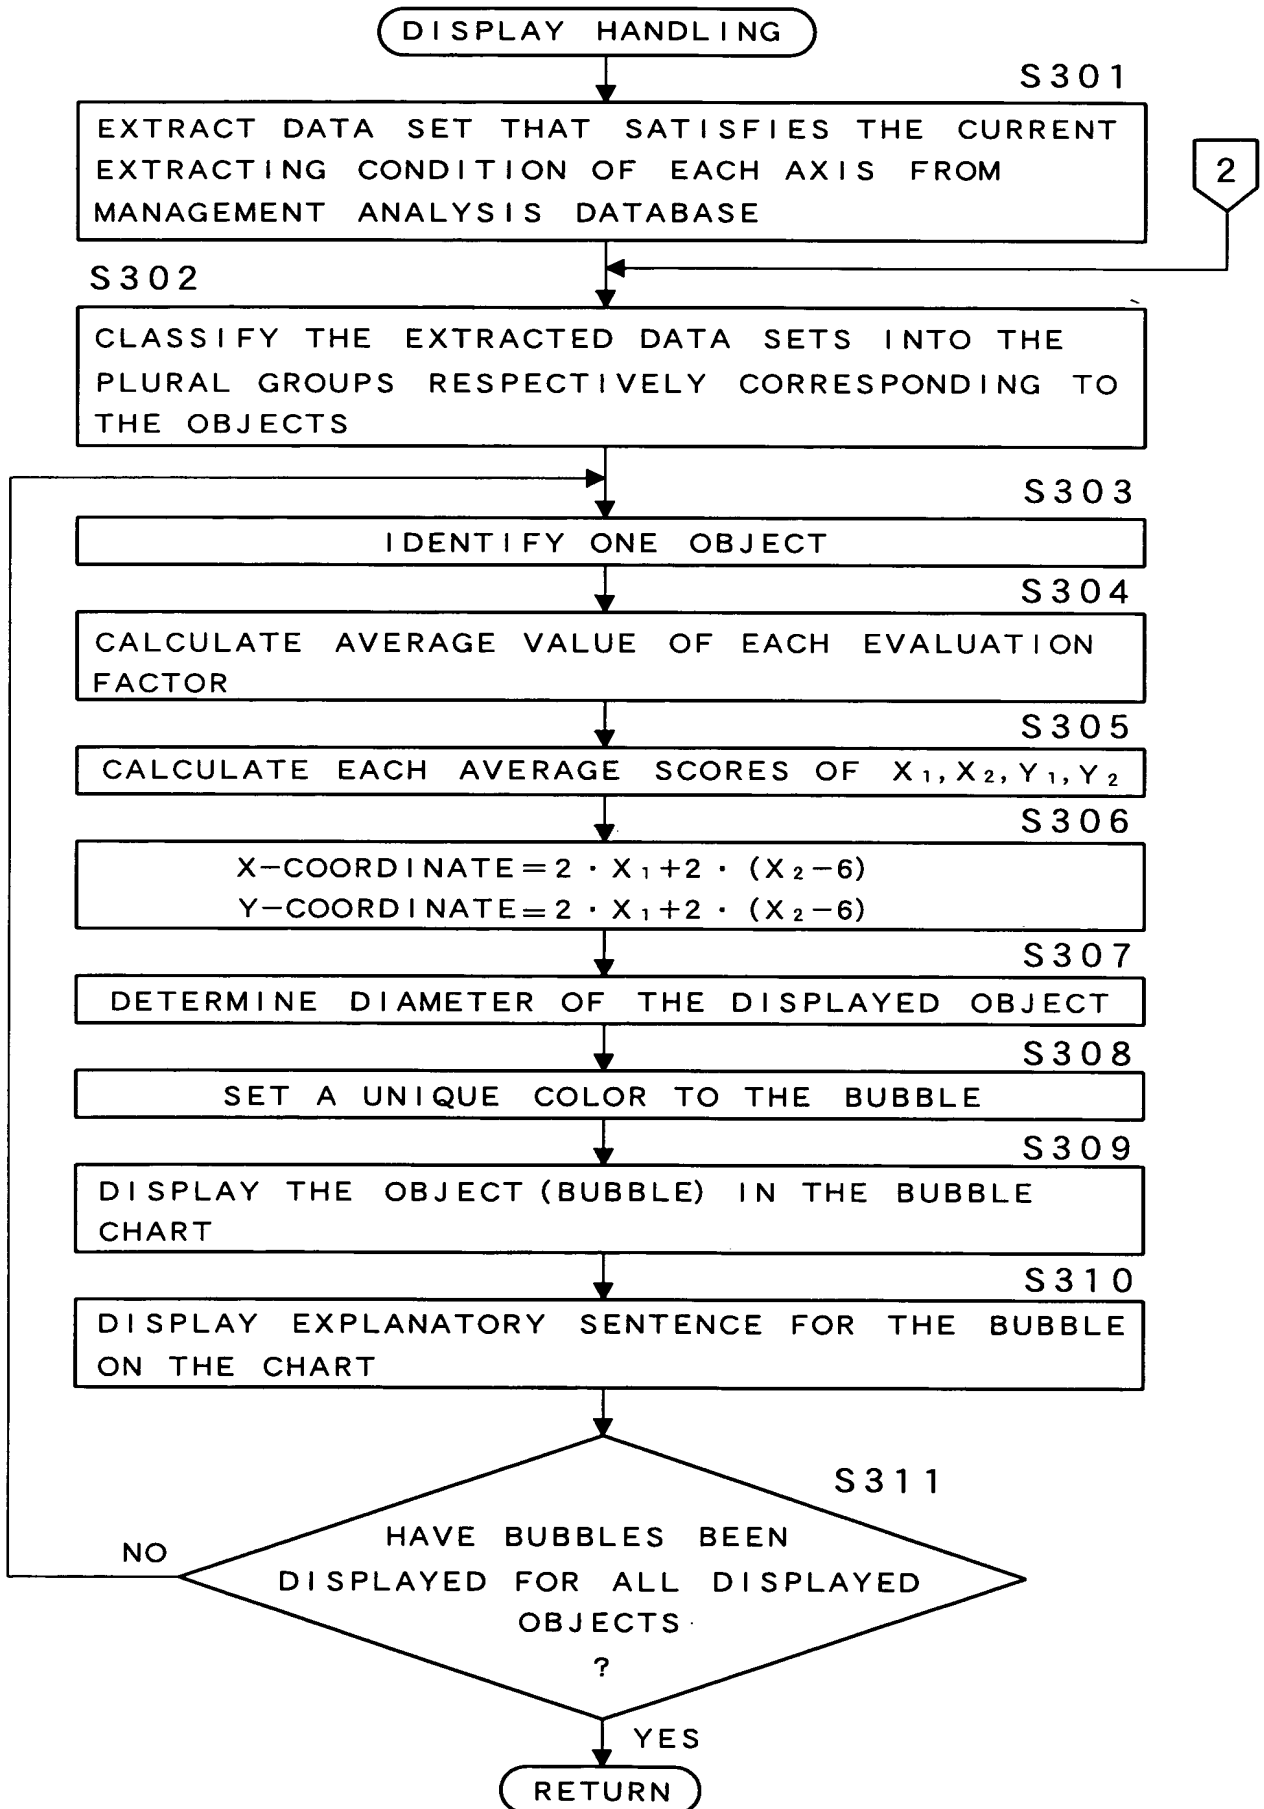 DISPLAY HANDLING
S301
EXTRACT DATA SET THAT SATISFIES THE CURRENT
EXTRACTING CONDITION OF EACH AXIS FROM
MANAGEMENT ANALYSIS DATABASE
2
S302
CLASSIFY THE EXTRACTED DATA SETS INTO THE
PLURAL GROUPS RESPECTIVELY CORRESPONDING TO
THE OBJECTS
S303
IDENTIFY ONE OBJECT
S304
CALCULATE AVERAGE VALUE OF EACH EVALUATION
FACTOR
S305
CALCULATE EACH AVERAGE SCORES OF X₁, X₂, Y₁, Y₂
S306
X-COORDINATE=2・X₁+2・(X₂-6)
Y-COORDINATE=2・X₁+2・(X₂-6)
S307
DETERMINE DIAMETER OF THE DISPLAYED OBJECT
S308
SET A UNIQUE COLOR TO THE BUBBLE
S309
DISPLAY THE OBJECT (BUBBLE) IN THE BUBBLE
CHART
S310
DISPLAY EXPLANATORY SENTENCE FOR THE BUBBLE
ON THE CHART
S311
HAVE BUBBLES BEEN
DISPLAYED FOR ALL DISPLAYED
OBJECTS
?
NO
YES
RETURN